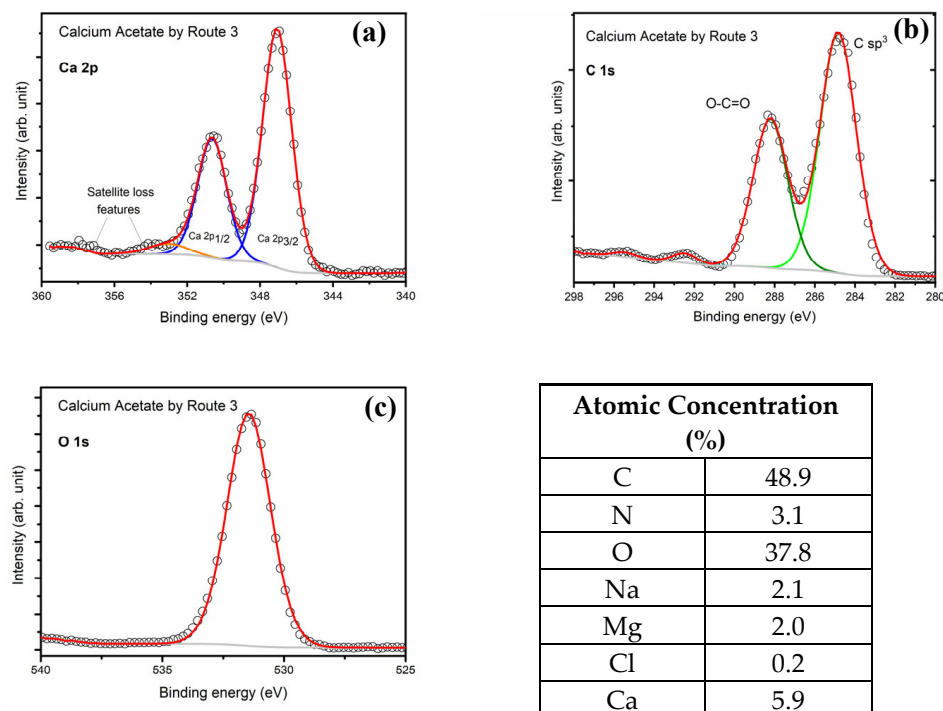 Calcium Acetate by Route 3
(a)
Ca 2p
Satellite loss
features
Ca 2p1/2
Ca 2p3/2
Intensity (arb. unit)
360 356 352 348 344 340
Binding energy (eV)
Calcium Acetate by Route 3
(b)
C 1s
C sp³
O-C=O
Intensity (arb. units)
298 296 294 292 290 288 286 284 282 280
Binding energy (eV)
Calcium Acetate by Route 3
(c)
O 1s
Intensity (arb. unit)
540 535 530 525
Binding energy (eV)
Atomic Concentration
(%)
C 48.9
N 3.1
O 37.8
Na 2.1
Mg 2.0
Cl 0.2
Ca 5.9